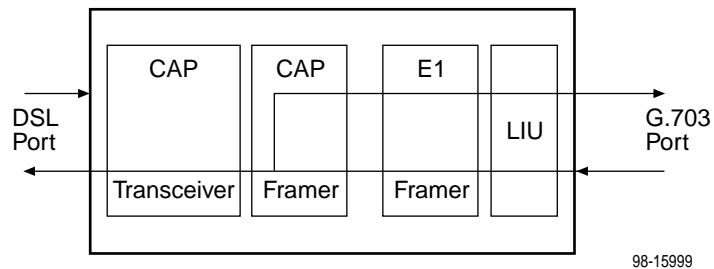 CAP
Transceiver
CAP
Framer
E1
Framer
LIU
DSL
Port
G.703
Port
98-15999